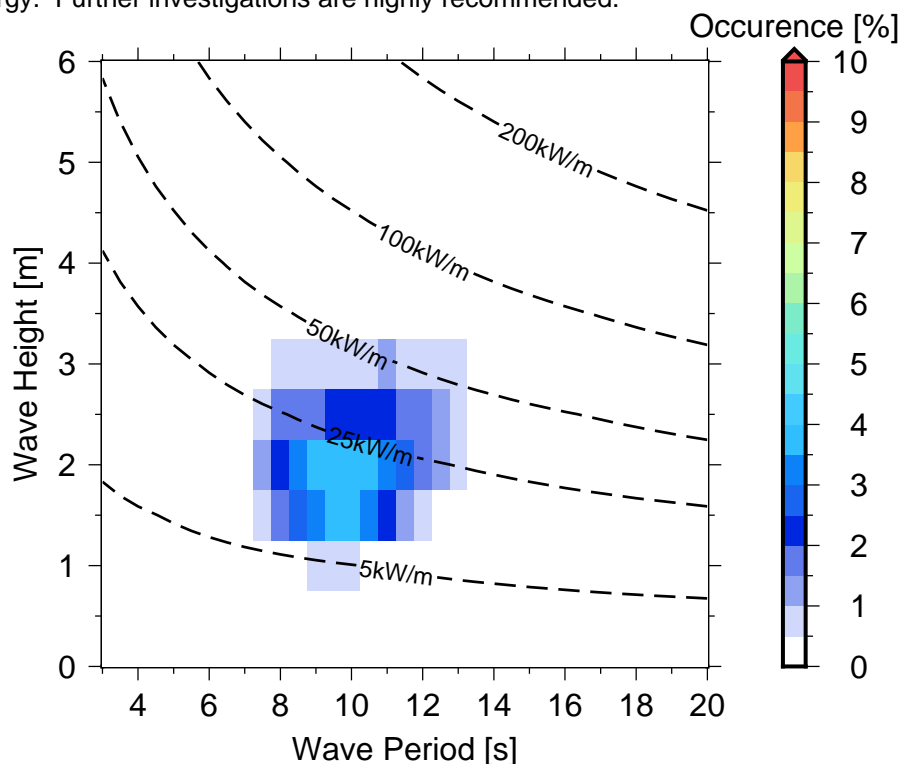 rgy. Further investigations are highly recommended.
Occurence [%]
6
5
4
3
2
1
0
Wave Height [m]
200kW/m
100kW/m
50kW/m
25kW/m
5kW/m
4 6 8 10 12 14 16 18 20
Wave Period [s]
10
9
8
7
6
5
4
3
2
1
0